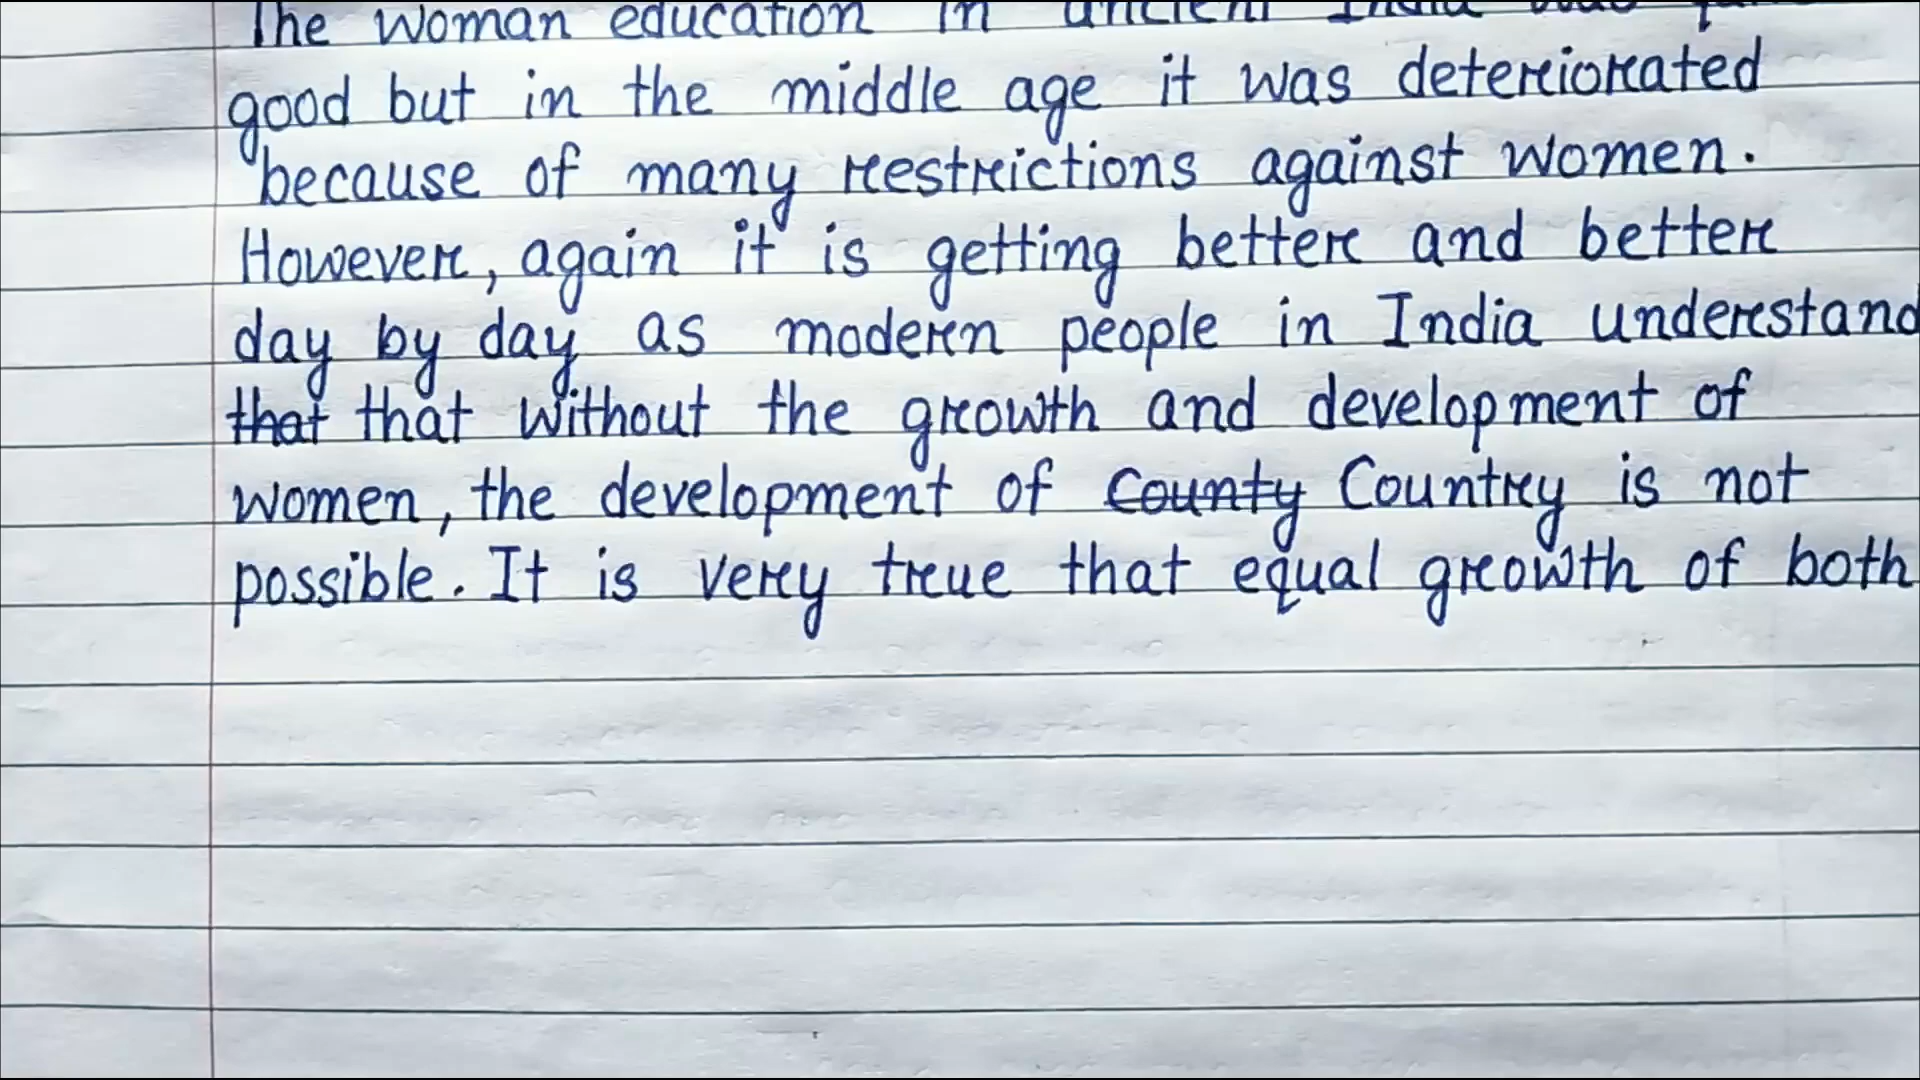 The woman education in ancient India was
good but in the middle age it was deteriorated
because of many restrictions against women.
However, again it is getting better and better
day by day as modern people in India understand
that that without the growth and development of
women, the development of County Country is not
possible. It is very true that equal growth of both